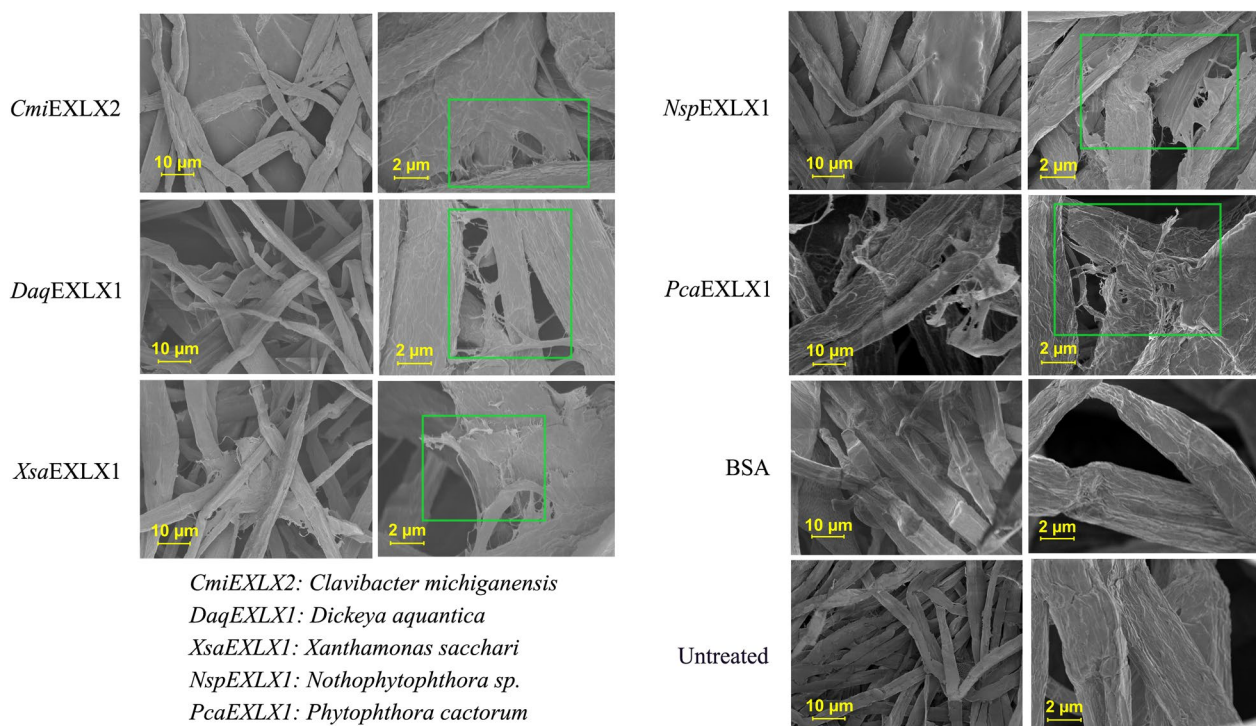 CmiEXLX2
10 µm
2 µm
DaqEXLX1
10 µm
2 µm
XsaEXLX1
10 µm
2 µm
CmiEXLX2: Clavibacter michiganensis
DaqEXLX1: Dickeya aquantica
XsaEXLX1: Xanthamonas sacchari
NspEXLX1: Nothophytophthora sp.
PcaEXLX1: Phytophthora cactorum
NspEXLX1
10 µm
2 µm
PcaEXLX1
10 µm
2 µm
BSA
10 µm
2 µm
Untreated
10 µm
2 µm